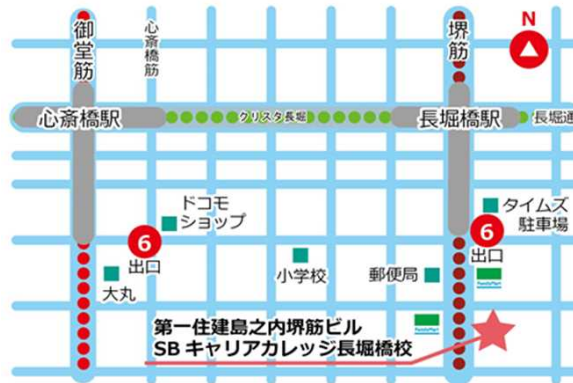 御堂筋
心斎橋筋
堺筋
N
心斎橋駅
クリスタ長堀
長堀橋駅
長堀通
ドコモ
ショップ
タイムズ
駐車場
6
出口
6
出口
大丸
小学校
郵便局
FamilyMart
FamilyMart
第一住建島之内堺筋ビル
SBキャリアカレッジ長堀橋校